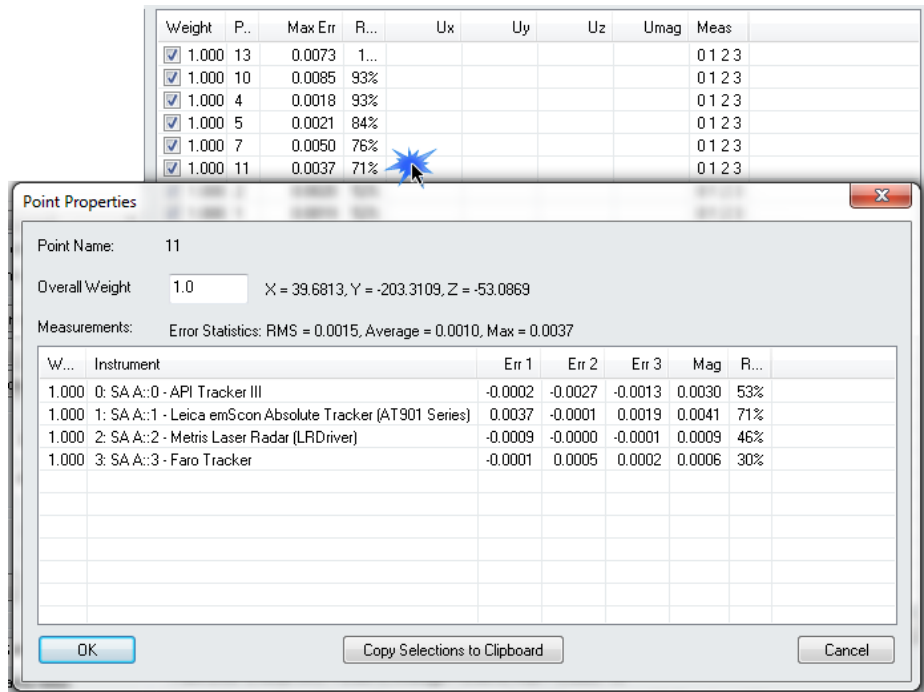 Weight P.. Max Err R... Ux Uy Uz Umag Meas
1.000 13 0.0073 1... 0 1 2 3
1.000 10 0.0085 93% 0 1 2 3
1.000 4 0.0018 93% 0 1 2 3
1.000 5 0.0021 84% 0 1 2 3
1.000 7 0.0050 76% 0 1 2 3
1.000 11 0.0037 71% 0 1 2 3
Point Properties
Point Name: 11
Overall Weight 1.0 X = 39.6813, Y = -203.3109, Z = -53.0869
Measurements: Error Statistics: RMS = 0.0015, Average = 0.0010, Max = 0.0037
W... Instrument Err 1 Err 2 Err 3 Mag R...
1.000 0: SA A::0 - API Tracker III -0.0002 -0.0027 -0.0013 0.0030 53%
1.000 1: SA A::1 - Leica emScon Absolute Tracker (AT901 Series) 0.0037 -0.0001 0.0019 0.0041 71%
1.000 2: SA A::2 - Metris Laser Radar (LRDriver) -0.0009 -0.0000 -0.0001 0.0009 46%
1.000 3: SA A::3 - Faro Tracker -0.0001 0.0005 0.0002 0.0006 30%
OK Copy Selections to Clipboard Cancel